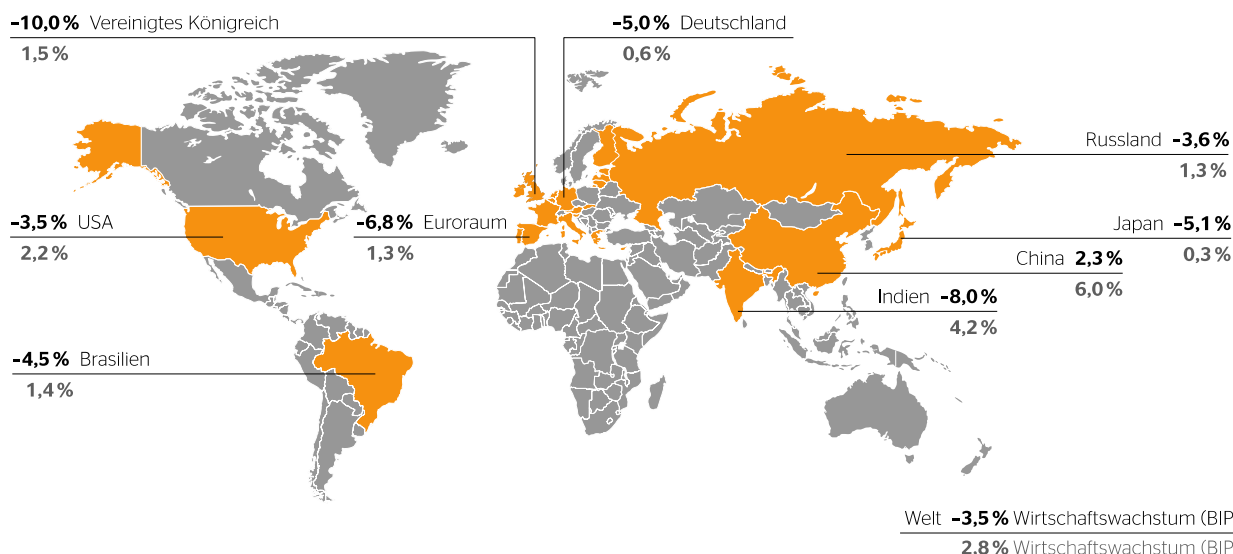 -10,0 % Vereinigtes Königreich
1,5 %
-5,0 % Deutschland
0,6 %
Russland -3,6 %
1,3 %
-3,5 % USA
2,2 %
-6,8 % Euroraum
1,3 %
Japan -5,1 %
0,3 %
China 2,3 %
6,0 %
Indien -8,0 %
4,2 %
-4,5 % Brasilien
1,4 %
Welt -3,5 % Wirtschaftswachstum (BIP
2,8 % Wirtschaftswachstum (BIP